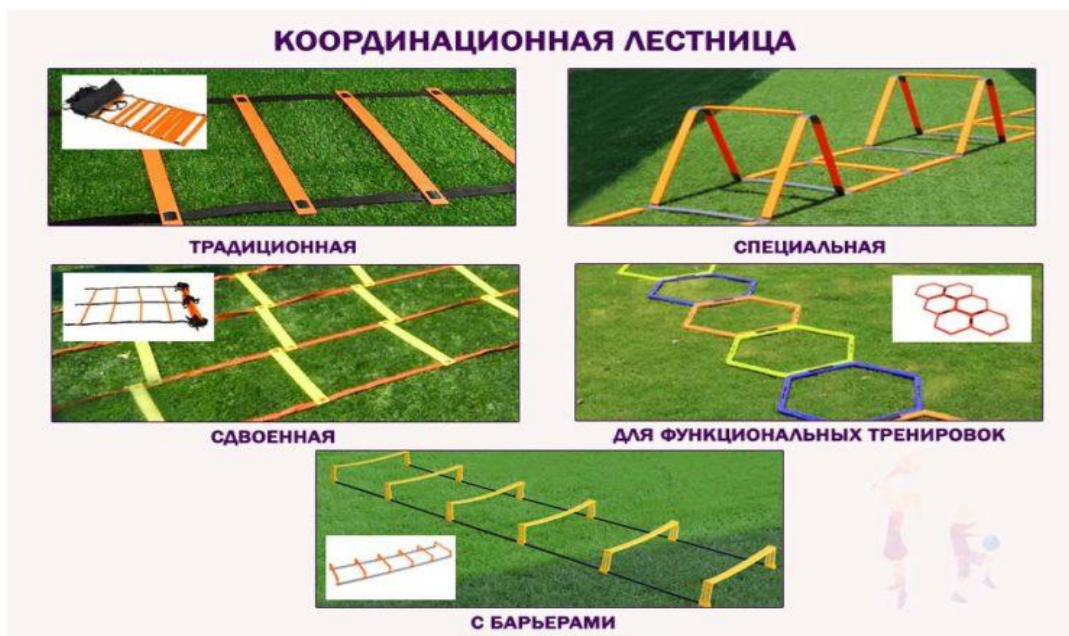 КООРДИНАЦИОННАЯ ЛЕСТНИЦА
ТРАДИЦИОННАЯ
СПЕЦИАЛЬНАЯ
СДВОЕННАЯ
ДЛЯ ФУНКЦИОНАЛЬНЫХ ТРЕНИРОВОК
С БАРЬЕРАМИ